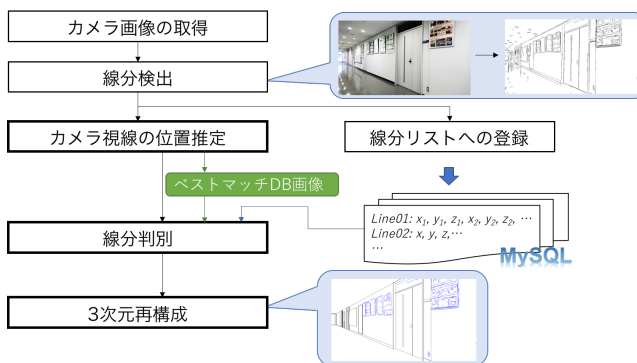 カメラ画像の取得
線分検出
カメラ視線の位置推定
線分リストへの登録
ベストマッチDB画像
Line01: x₁, y₁, z₁, x₂, y₂, z₂, …
Line02: x, y, z,…
…
MySQL
線分判別
3次元再構成